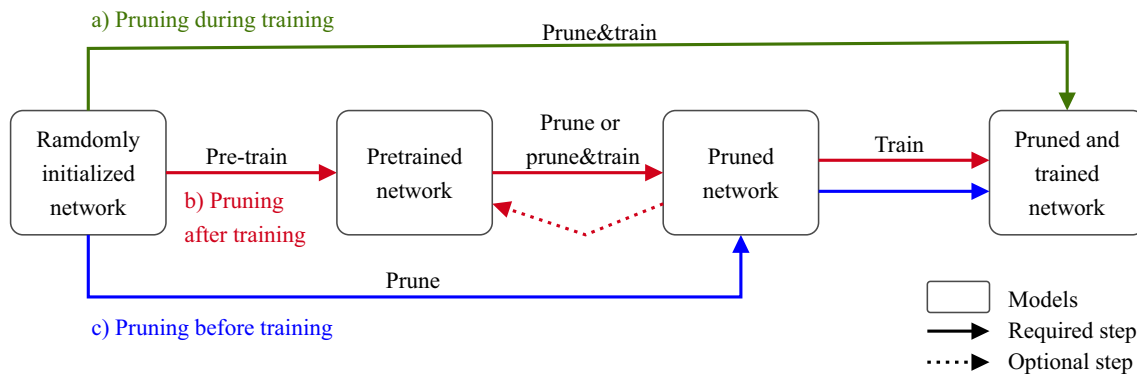 a) Pruning during training
Prune&train
Ramdomly
initialized
network
Pre-train
b) Pruning
after training
Pretrained
network
Prune or
prune&train
Pruned
network
Train
Pruned and
trained
network
Prune
c) Pruning before training
Models
Required step
Optional step